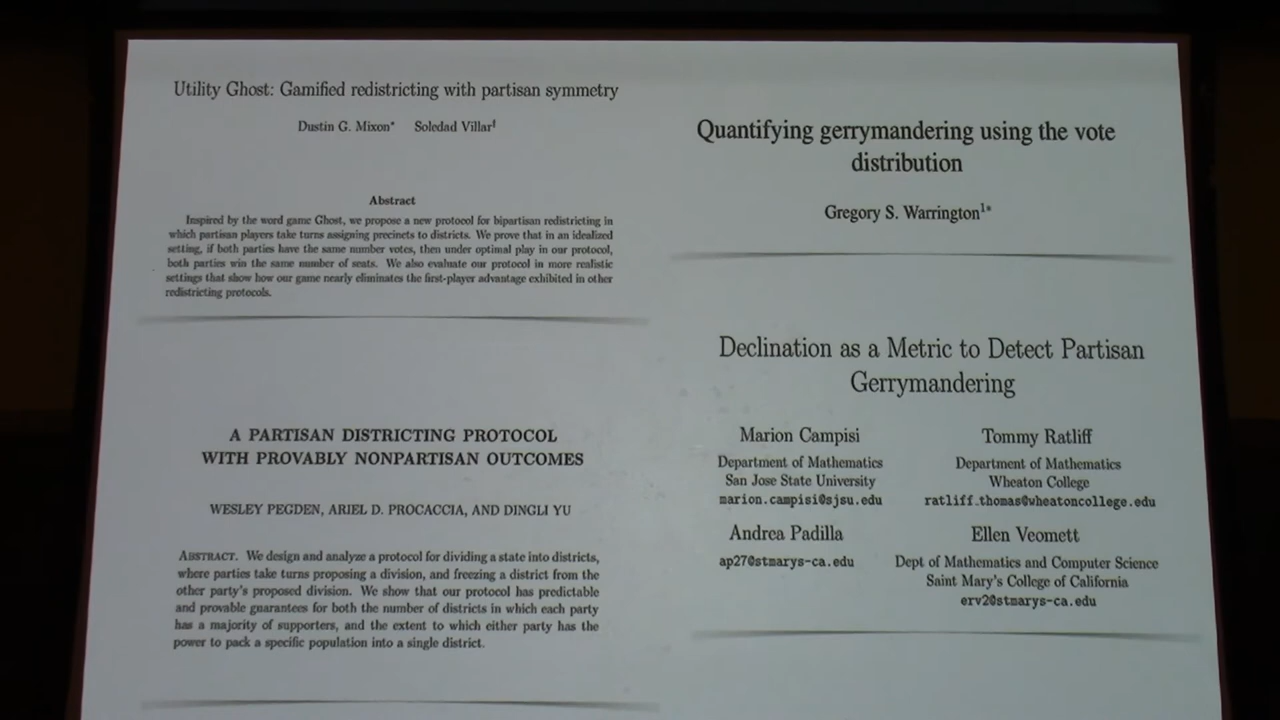 Utility Ghost: Gamified redistricting with partisan symmetry
Dustin G. Mixon* Soledad Villar‡
Abstract
Inspired by the word game Ghost, we propose a new protocol for bipartisan redistricting in
which partisan players take turns assigning precincts to districts. We prove that in an idealized
setting, if both parties have the same number votes, then under optimal play in our protocol,
both parties win the same number of seats. We also evaluate our protocol in more realistic
settings that show how our game nearly eliminates the first-player advantage exhibited in other
redistricting protocols.
A PARTISAN DISTRICTING PROTOCOL
WITH PROVABLY NONPARTISAN OUTCOMES
WESLEY PEGDEN, ARIEL D. PROCACCIA, AND DINGLI YU
ABSTRACT. We design and analyze a protocol for dividing a state into districts,
where parties take turns proposing a division, and freezing a district from the
other party's proposed division. We show that our protocol has predictable
and provable guarantees for both the number of districts in which each party
has a majority of supporters, and the extent to which either party has the
power to pack a specific population into a single district.
Quantifying gerrymandering using the vote
distribution
Gregory S. Warrington1*
Declination as a Metric to Detect Partisan
Gerrymandering
Marion Campisi
Department of Mathematics
San Jose State University
marion.campisi@sjsu.edu
Tommy Ratliff
Department of Mathematics
Wheaton College
ratliff_thomas@wheatoncollege.edu
Andrea Padilla
ap27@stmarys-ca.edu
Ellen Veomett
Dept of Mathematics and Computer Science
Saint Mary's College of California
erv2@stmarys-ca.edu